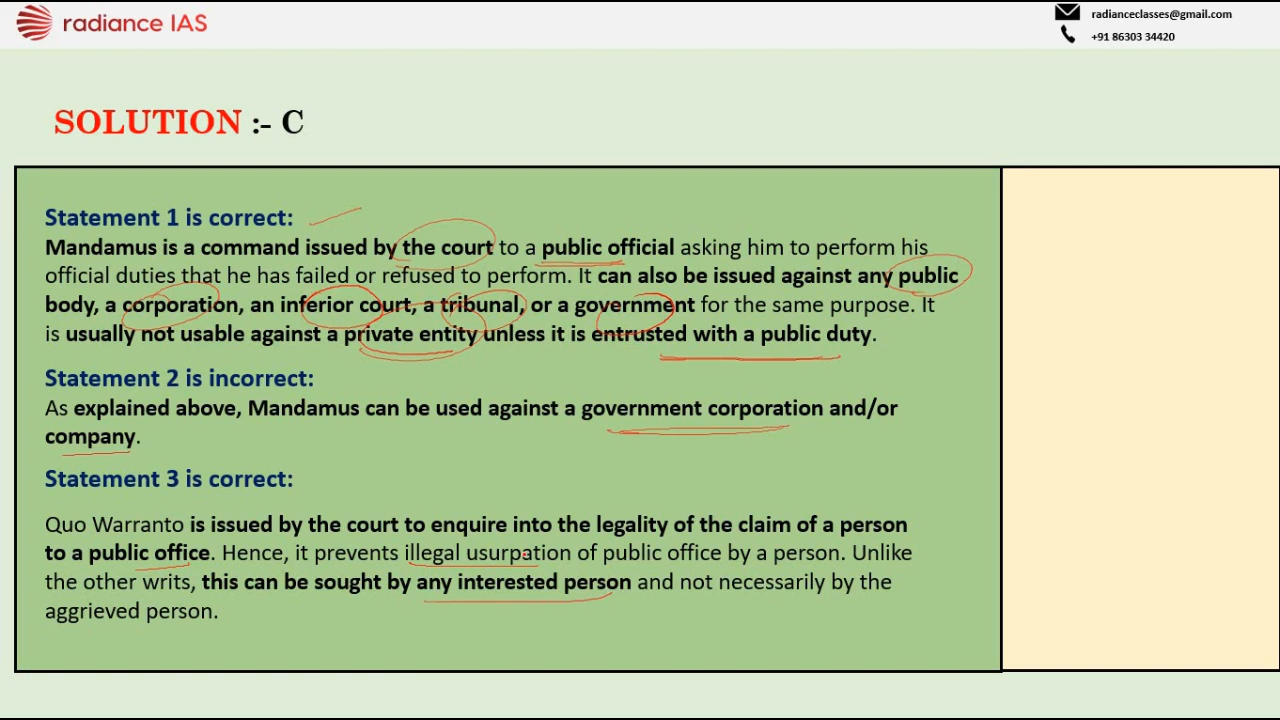 radiance IAS
radianceclasses@gmail.com
+91 86303 34420
SOLUTION :- C
Statement 1 is correct:
Mandamus is a command issued by the court to a public official asking him to perform his
official duties that he has failed or refused to perform. It can also be issued against any public
body, a corporation, an inferior court, a tribunal, or a government for the same purpose. It
is usually not usable against a private entity unless it is entrusted with a public duty.
Statement 2 is incorrect:
As explained above, Mandamus can be used against a government corporation and/or
company.
Statement 3 is correct:
Quo Warranto is issued by the court to enquire into the legality of the claim of a person
to a public office. Hence, it prevents illegal usurpation of public office by a person. Unlike
the other writs, this can be sought by any interested person and not necessarily by the
aggrieved person.